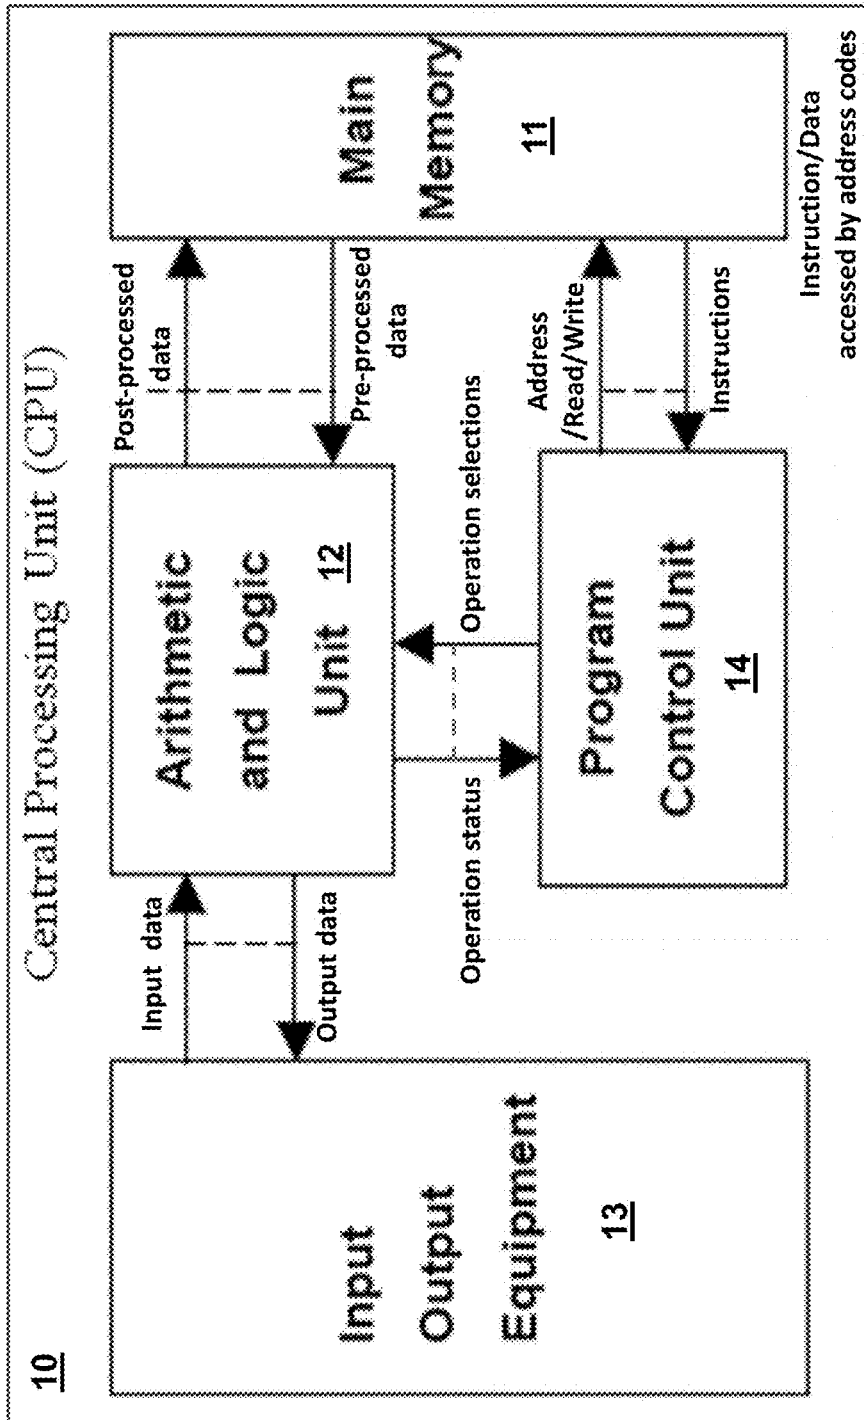 10
Central Processing Unit (CPU)
Input
Output
Equipment
13
Input data
Output data
Arithmetic
and Logic
Unit 12
Operation status
Operation selections
Program
Control Unit
14
Post-processed
data
Pre-processed
data
Address
/Read/Write
Instructions
Main
Memory
11
Instruction/Data
accessed by address codes